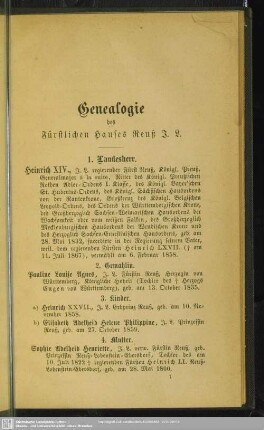 Genealogie
des
Fürstlichen Hauses Reuß J. L.
1. Landesherr.
Heinrich XIV., J. L. regierender Fürst Reuß, Königl. Preuß.
Generalmajor à la suite, Ritter des Königl. Preußischen
Rothen Adler-Ordens I. Klasse, des Königl. Bayer'schen
St. Hubertus-Ordens, des Königl. Sächsischen Hausordens
von der Rautenkrone, Großkreuz des Königl. Belgischen
Leopold-Ordens, des Ordens der Württembergischen Krone,
des Großherzoglich Sachsen-Weimarischen Hausordens der
Wachsamkeit oder vom weißen Falken, des Großherzoglich
Mecklenburgischen Hausordens der Wendischen Krone und
des Herzoglich Sachsen-Ernestinischen Hausordens, geb. am
28. Mai 1832, succedirte in der Regierung seinem Vater,
weil. dem regierenden Fürsten Heinrich LXVII. († am
11. Juli 1867), vermählt am 6. Februar 1858.
2. Gemahlin.
Pauline Louise Agnes, J. L. Fürstin Reuß, Herzogin von
Württemberg, Königliche Hoheit (Tochter des † Herzogs
Eugen von Württemberg), geb. am 13. October 1835.
3. Kinder.
a) Heinrich XXVII., J. L. Erbprinz Reuß, geb. am 10. No-
vember 1858.
b) Elisabeth Adelheid Helene Philippine, J. L. Prinzessin
Reuß, geb. am 27. October 1859.
4. Mutter.
Sophie Adelheid Henriette, J. L. verw. Fürstin Reuß, geb.
Prinzessin Reuß-Lobenstein-Ebersdorf, Tochter des am
10. Juli 1822 † regierenden Fürsten Heinrich LI. Reuß-
Lobenstein-Ebersdorf, geb. am 28. Mai 1800.